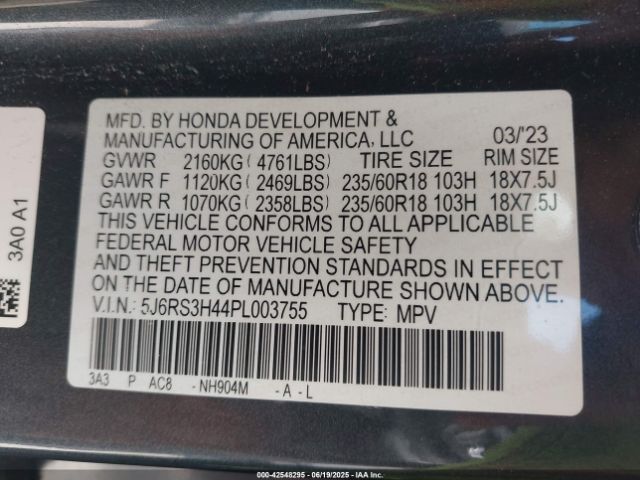 MFD. BY HONDA DEVELOPMENT &
MANUFACTURING OF AMERICA, LLC 03/'23
GVWR 2160KG ( 4761LBS) TIRE SIZE RIM SIZE
GAWR F 1120KG ( 2469LBS) 235/60R18 103H 18X7.5J
GAWR R 1070KG ( 2358LBS) 235/60R18 103H 18X7.5J
THIS VEHICLE CONFORMS TO ALL APPLICABLE
FEDERAL MOTOR VEHICLE SAFETY
AND THEFT PREVENTION STANDARDS IN EFFECT
ON THE DATE OF MANUFACTURE SHOWN ABOVE.
V.I.N.: 5J6RS3H44PL003755 TYPE: MPV
3A3 P AC8 -NH904M -A-L
3A0 A1
000-42548295 - 06/19/2025 - IAAI, Inc.